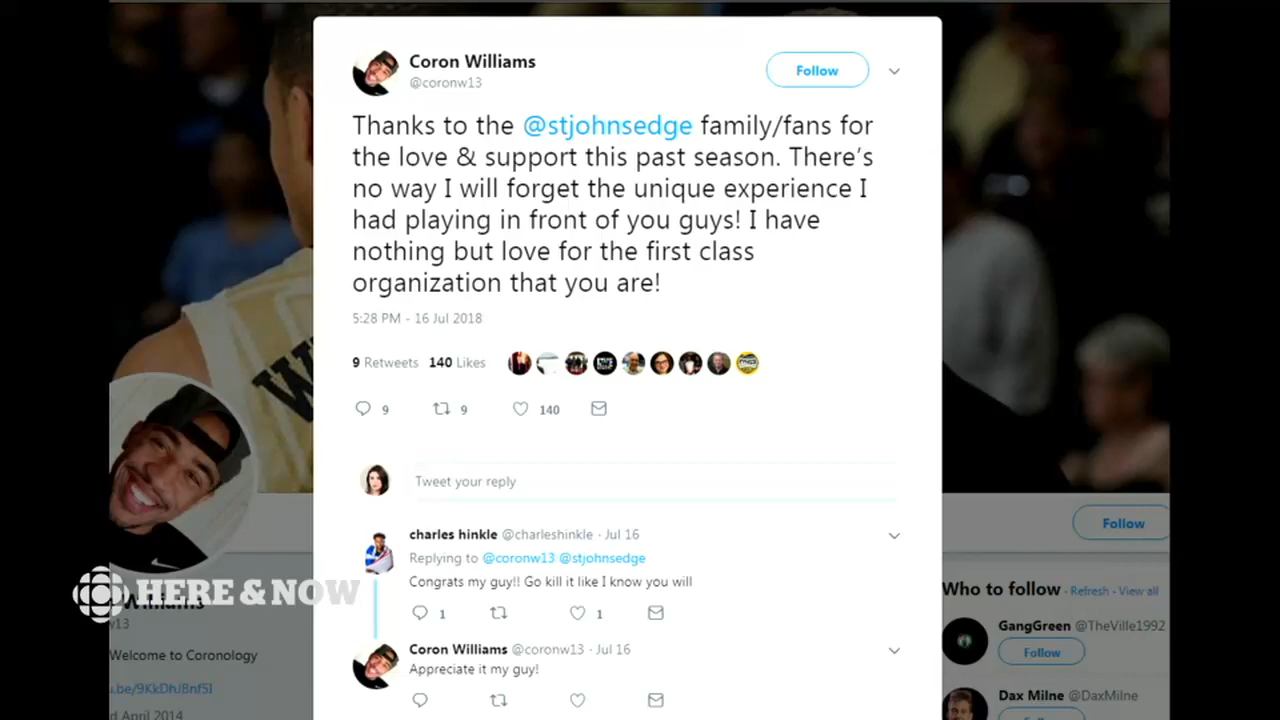 Coron Williams
@coronw13
Follow
Thanks to the @stjohnsedge family/fans for
the love & support this past season. There's
no way I will forget the unique experience I
had playing in front of you guys! I have
nothing but love for the first class
organization that you are!
5:28 PM - 16 Jul 2018
9 Retweets 140 Likes
9 9 140
Tweet your reply
charles hinkle @charleshinkle · Jul 16
Replying to @coronw13 @stjohnsedge
Congrats my guy!! Go kill it like I know you will
1 1
Coron Williams @coronw13 · Jul 16
Appreciate it my guy!
HERE & NOW
Williams
v13
Welcome to Coronology
u.be/9KkDhJ8nf5I
d April 2014
Follow
Who to follow · Refresh · View all
GangGreen @TheVille1992
Follow
Dax Milne @DaxMilne